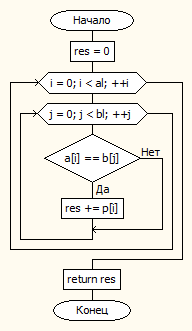 Начало
res = 0
i = 0; i < al; ++i
j = 0; j < bl; ++j
a[i] == b[j]
Нет
Да
res += p[i]
return res
Конец